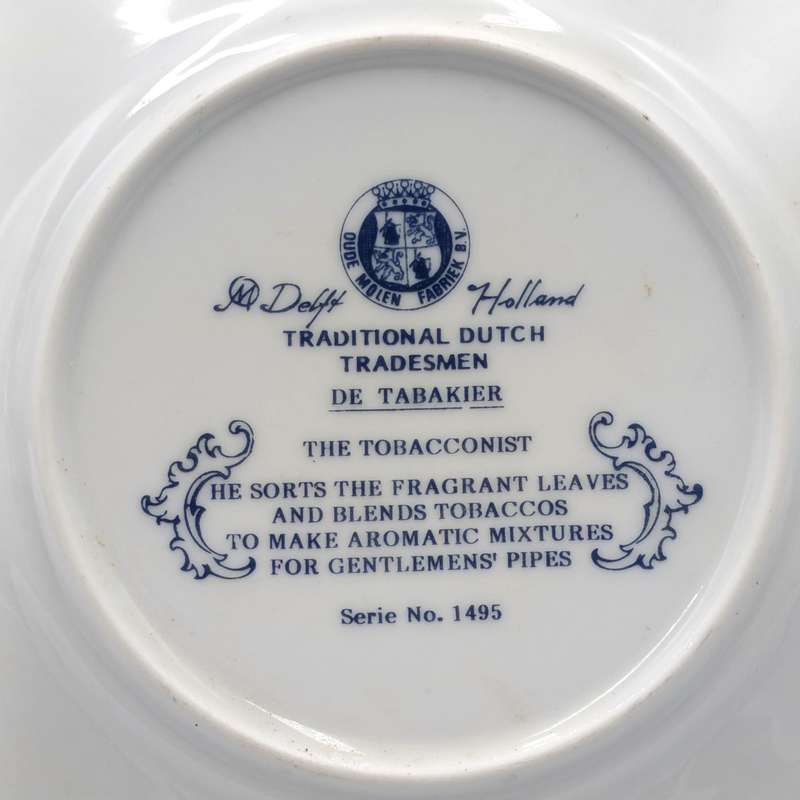 OUDE MOLEN FABRIEK B.V.
OM Delft Holland
TRADITIONAL DUTCH
TRADESMEN
DE TABAKIER
THE TOBACCONIST
HE SORTS THE FRAGRANT LEAVES
AND BLENDS TOBACCOS
TO MAKE AROMATIC MIXTURES
FOR GENTLEMENS' PIPES
Serie No. 1495